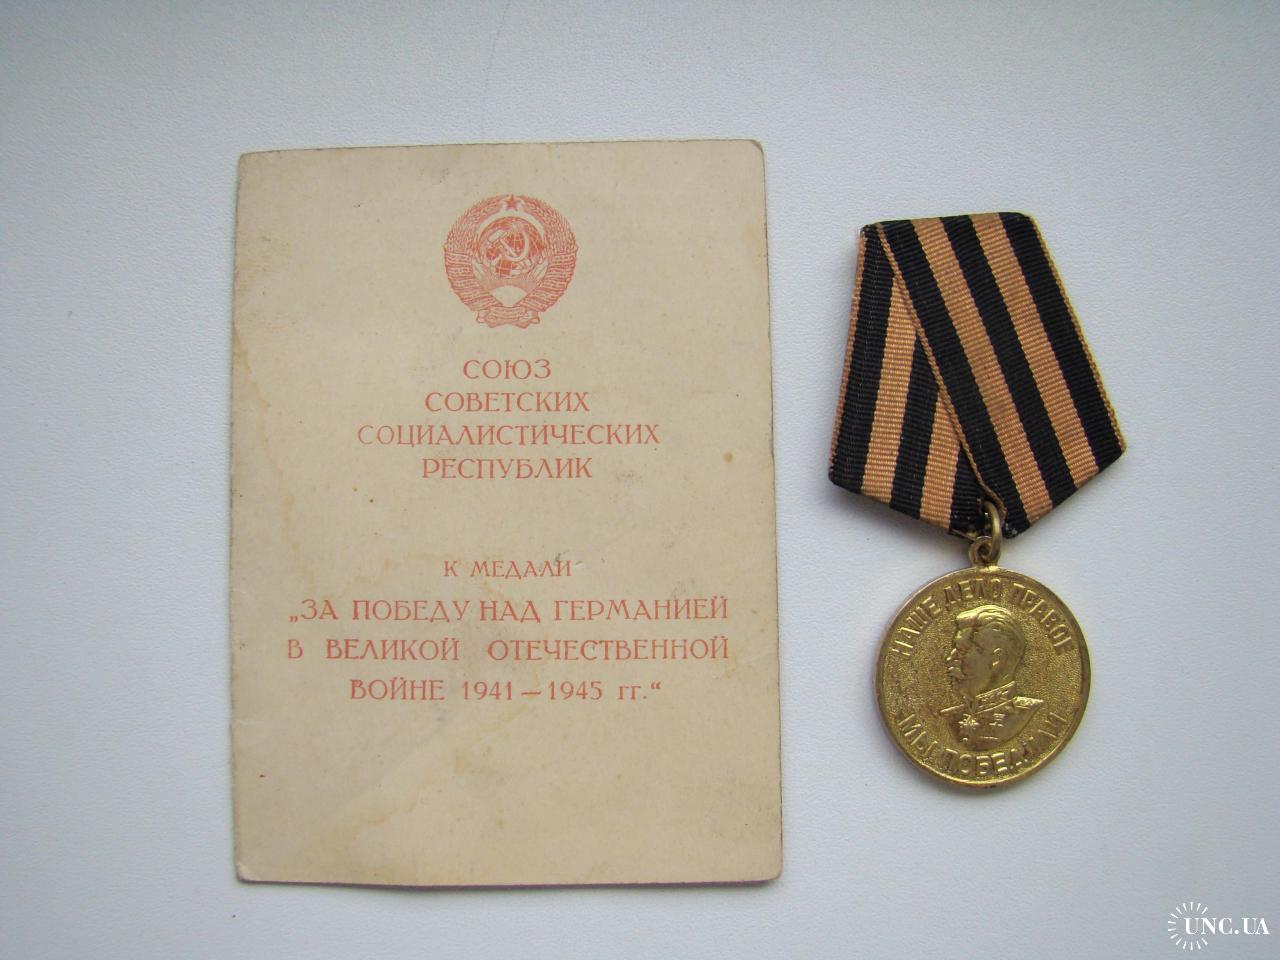 СОЮЗ
СОВЕТСКИХ
СОЦИАЛИСТИЧЕСКИХ
РЕСПУБЛИК
К МЕДАЛИ
„ЗА ПОБЕДУ НАД ГЕРМАНИЕЙ
В ВЕЛИКОЙ ОТЕЧЕСТВЕННОЙ
ВОЙНЕ 1941 — 1945 гг.“
НАШЕ ДЕЛО ПРАВОЕ
МЫ ПОБЕДИЛИ
UNC.UA